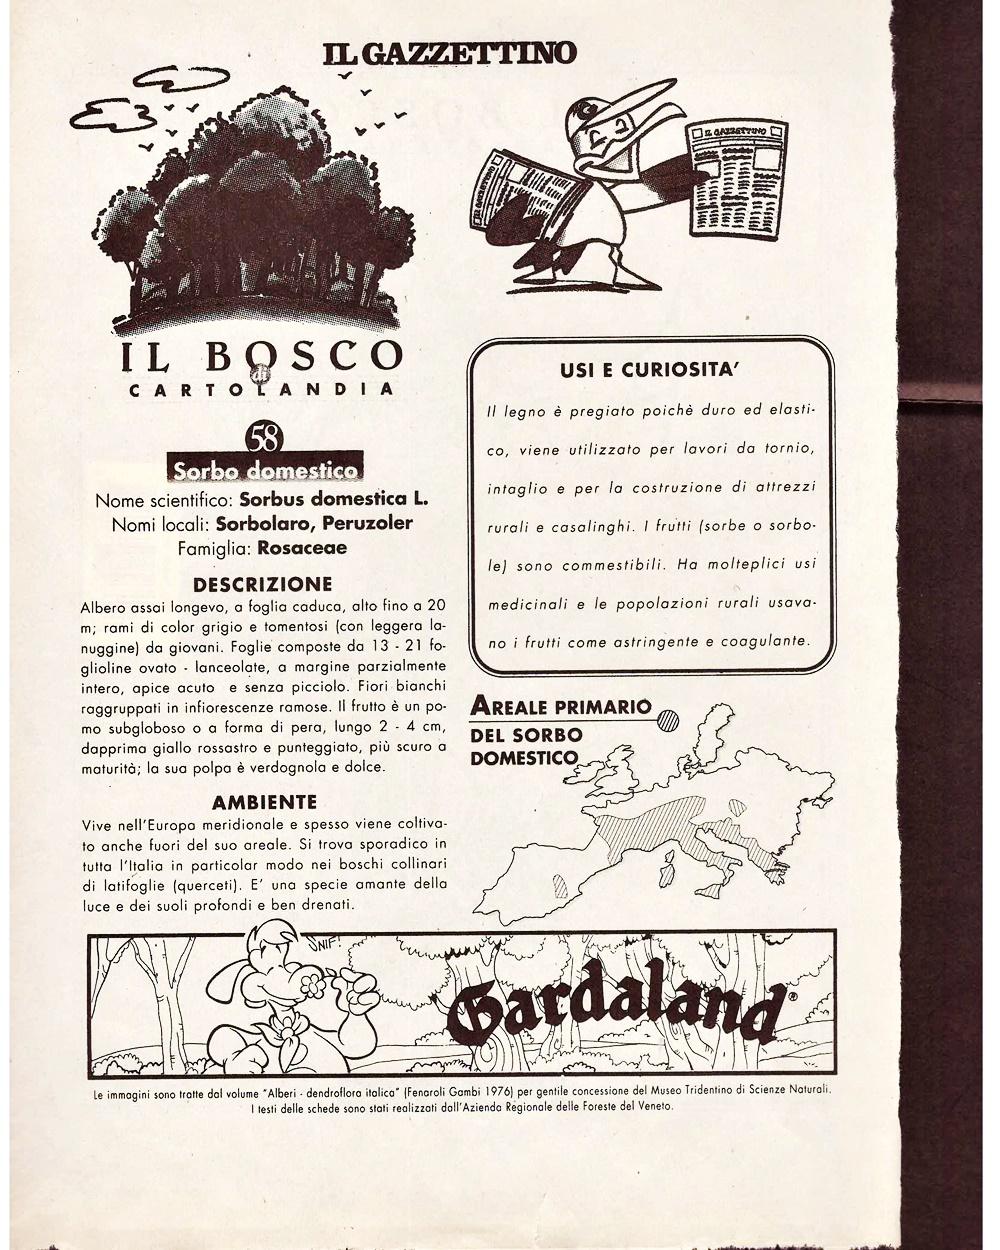 IL GAZZETTINO
IL GAZZETTINO
IL GAZZETTINO
IL BOSCO
di
CARTOLANDIA
58
Sorbo domestico
Nome scientifico: Sorbus domestica L.
Nomi locali: Sorbolaro, Peruzoler
Famiglia: Rosaceae
DESCRIZIONE
Albero assai longevo, a foglia caduca, alto fino a 20
m; rami di color grigio e tomentosi (con leggera la-
nuggine) da giovani. Foglie composte da 13 - 21 fo-
glioline ovato - lanceolate, a margine parzialmente
intero, apice acuto e senza picciolo. Fiori bianchi
raggruppati in infiorescenze ramose. Il frutto è un po-
mo subgloboso o a forma di pera, lungo 2 - 4 cm,
dapprima giallo rossastro e punteggiato, più scuro a
maturità; la sua polpa è verdognola e dolce.
AMBIENTE
Vive nell'Europa meridionale e spesso viene coltiva-
to anche fuori del suo areale. Si trova sporadico in
tutta l'Italia in particolar modo nei boschi collinari
di latifoglie (querceti). E' una specie amante della
luce e dei suoli profondi e ben drenati.
USI E CURIOSITA'
Il legno è pregiato poichè duro ed elasti-
co, viene utilizzato per lavori da tornio,
intaglio e per la costruzione di attrezzi
rurali e casalinghi. I frutti (sorbe o sorbo-
le) sono commestibili. Ha molteplici usi
medicinali e le popolazioni rurali usava-
no i frutti come astringente e coagulante.
AREALE PRIMARIO
DEL SORBO
DOMESTICO
SNIF!
Gardaland®
Le immagini sono tratte dal volume "Alberi - dendroflora italica" (Fenaroli Gambi 1976) per gentile concessione del Museo Tridentino di Scienze Naturali.
I testi delle schede sono stati realizzati dall'Azienda Regionale delle Foreste del Veneto.